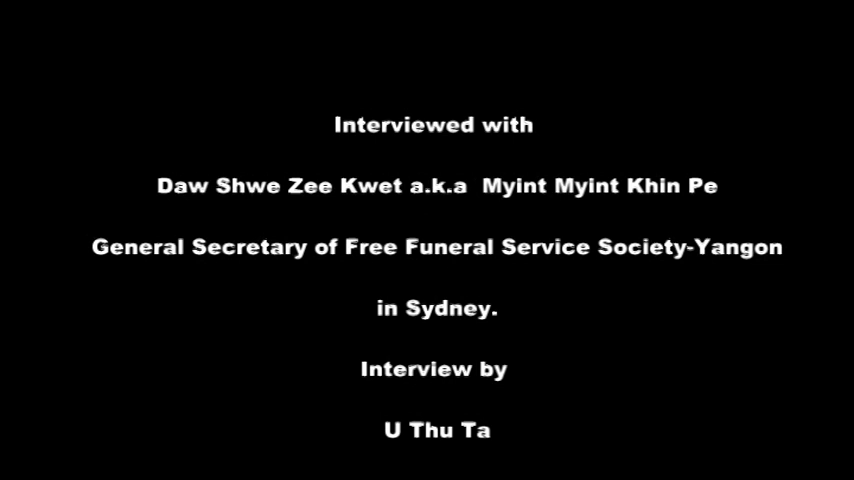 Interviewed with
Daw Shwe Zee Kwet a.k.a Myint Myint Khin Pe
General Secretary of Free Funeral Service Society-Yangon
in Sydney.
Interview by
U Thu Ta